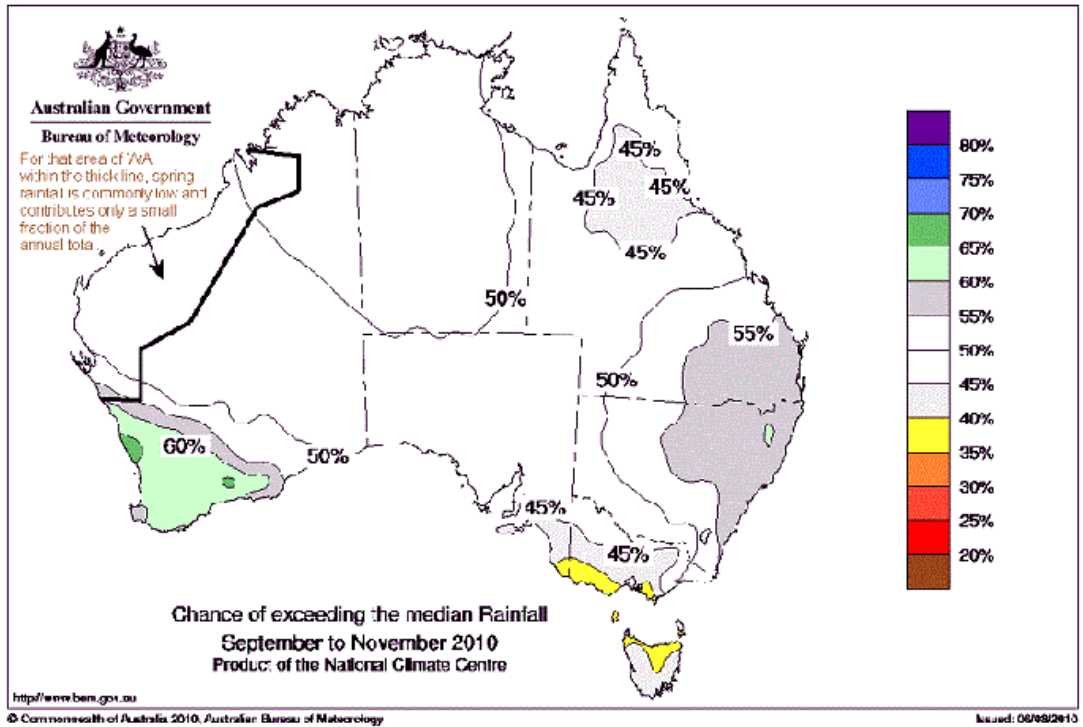 Australian Government
Bureau of Meteorology
For that area of WA
within the thick line, spring
rainfall is commonly low and
contributes only a small
fraction of the
annual total
45%
45%
45%
45%
50%
55%
50%
60%
50%
45%
45%
80%
75%
70%
65%
60%
55%
50%
45%
40%
35%
30%
25%
20%
Chance of exceeding the median Rainfall
September to November 2010
Product of the National Climate Centre
http://www.bom.gov.au
© Commonwealth of Australia 2010, Australian Bureau of Meteorology
Issued: